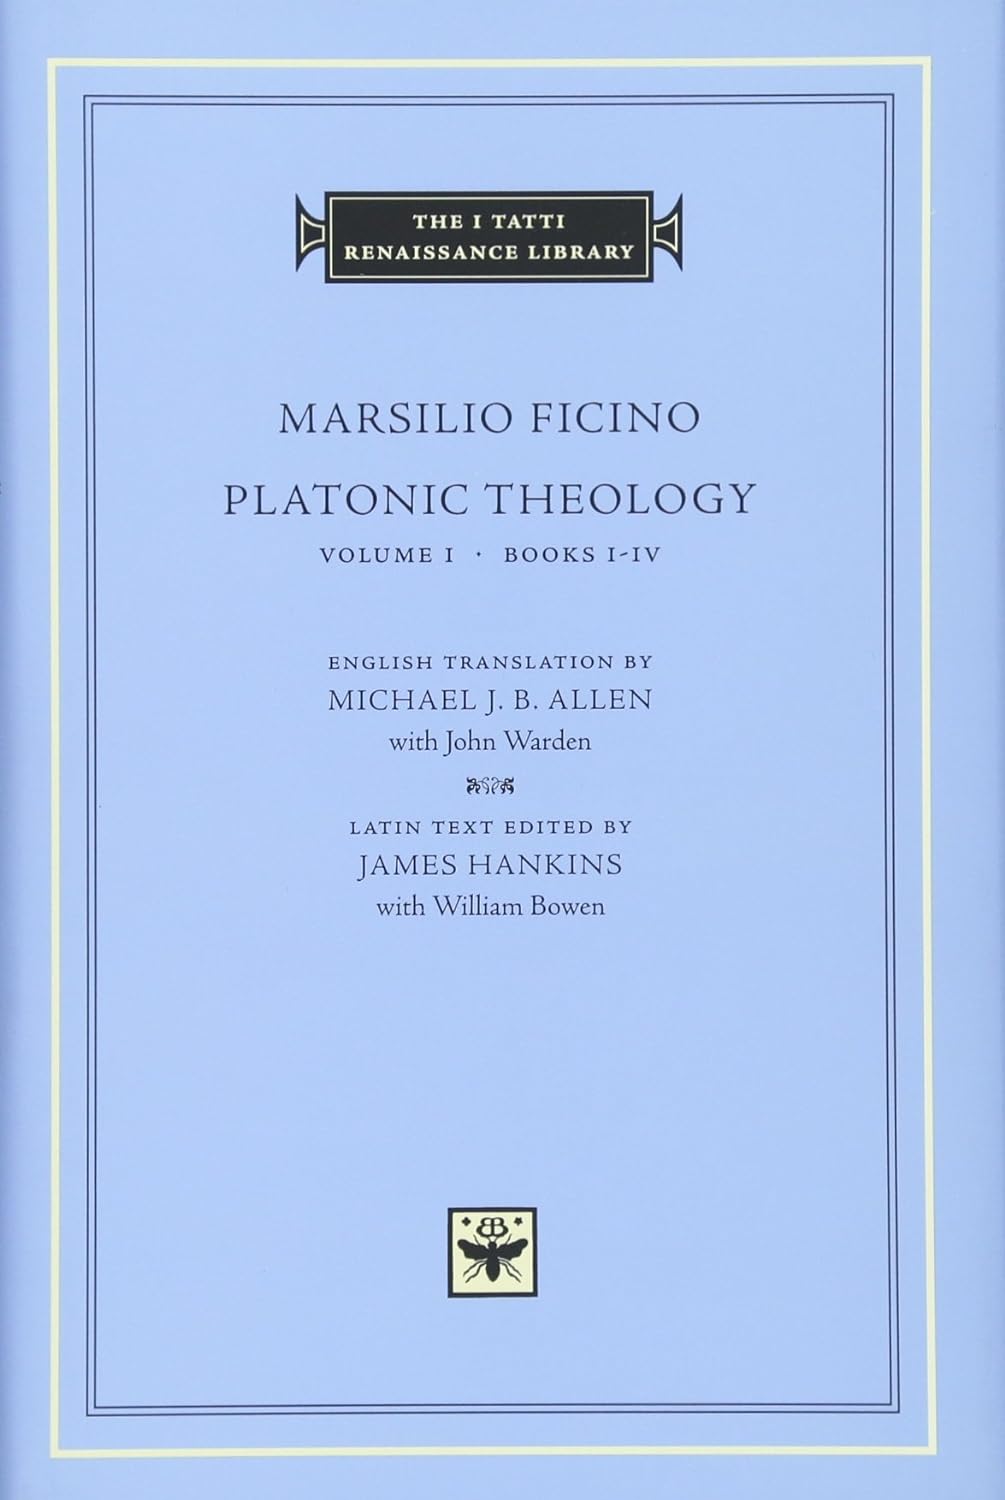 THE I TATTI
RENAISSANCE LIBRARY
MARSILIO FICINO
PLATONIC THEOLOGY
VOLUME I · BOOKS I-IV
ENGLISH TRANSLATION BY
MICHAEL J. B. ALLEN
with John Warden
LATIN TEXT EDITED BY
JAMES HANKINS
with William Bowen
BB